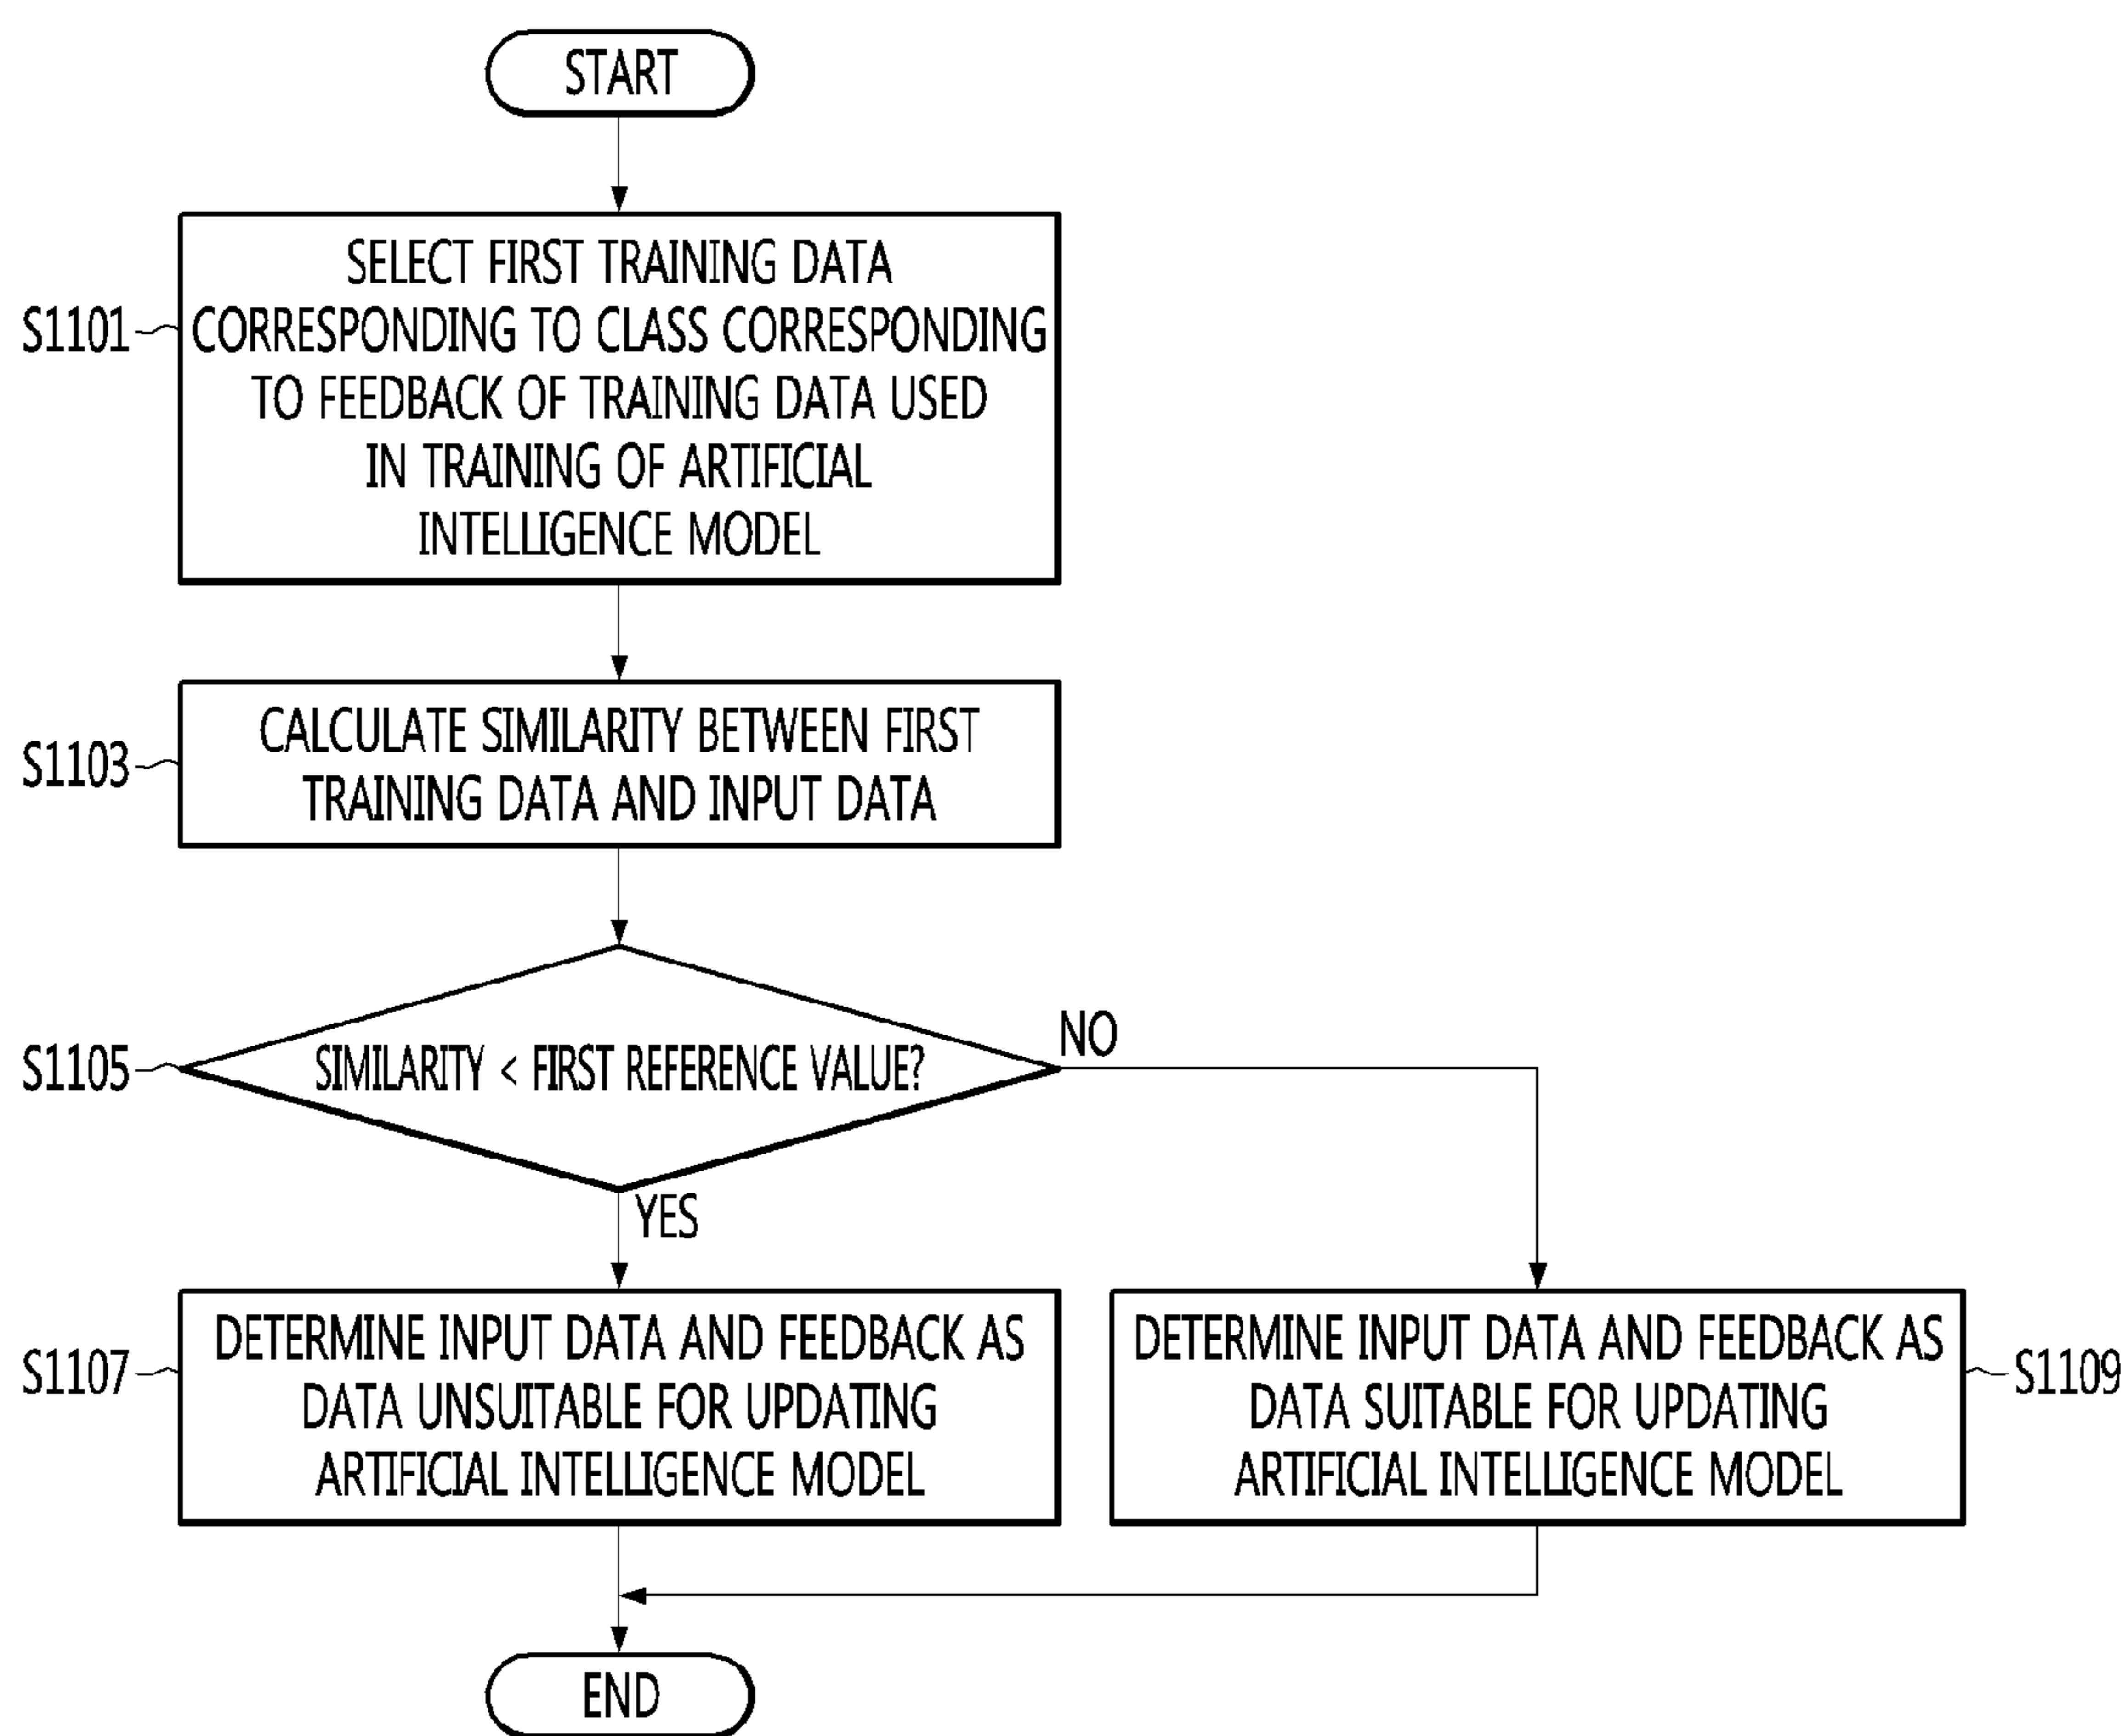 START
S1101
SELECT FIRST TRAINING DATA
CORRESPONDING TO CLASS CORRESPONDING
TO FEEDBACK OF TRAINING DATA USED
IN TRAINING OF ARTIFICIAL
INTELLIGENCE MODEL
S1103
CALCULATE SIMILARITY BETWEEN FIRST
TRAINING DATA AND INPUT DATA
S1105
SIMILARITY < FIRST REFERENCE VALUE?
NO
YES
S1107
DETERMINE INPUT DATA AND FEEDBACK AS
DATA UNSUITABLE FOR UPDATING
ARTIFICIAL INTELLIGENCE MODEL
DETERMINE INPUT DATA AND FEEDBACK AS
DATA SUITABLE FOR UPDATING
ARTIFICIAL INTELLIGENCE MODEL
S1109
END